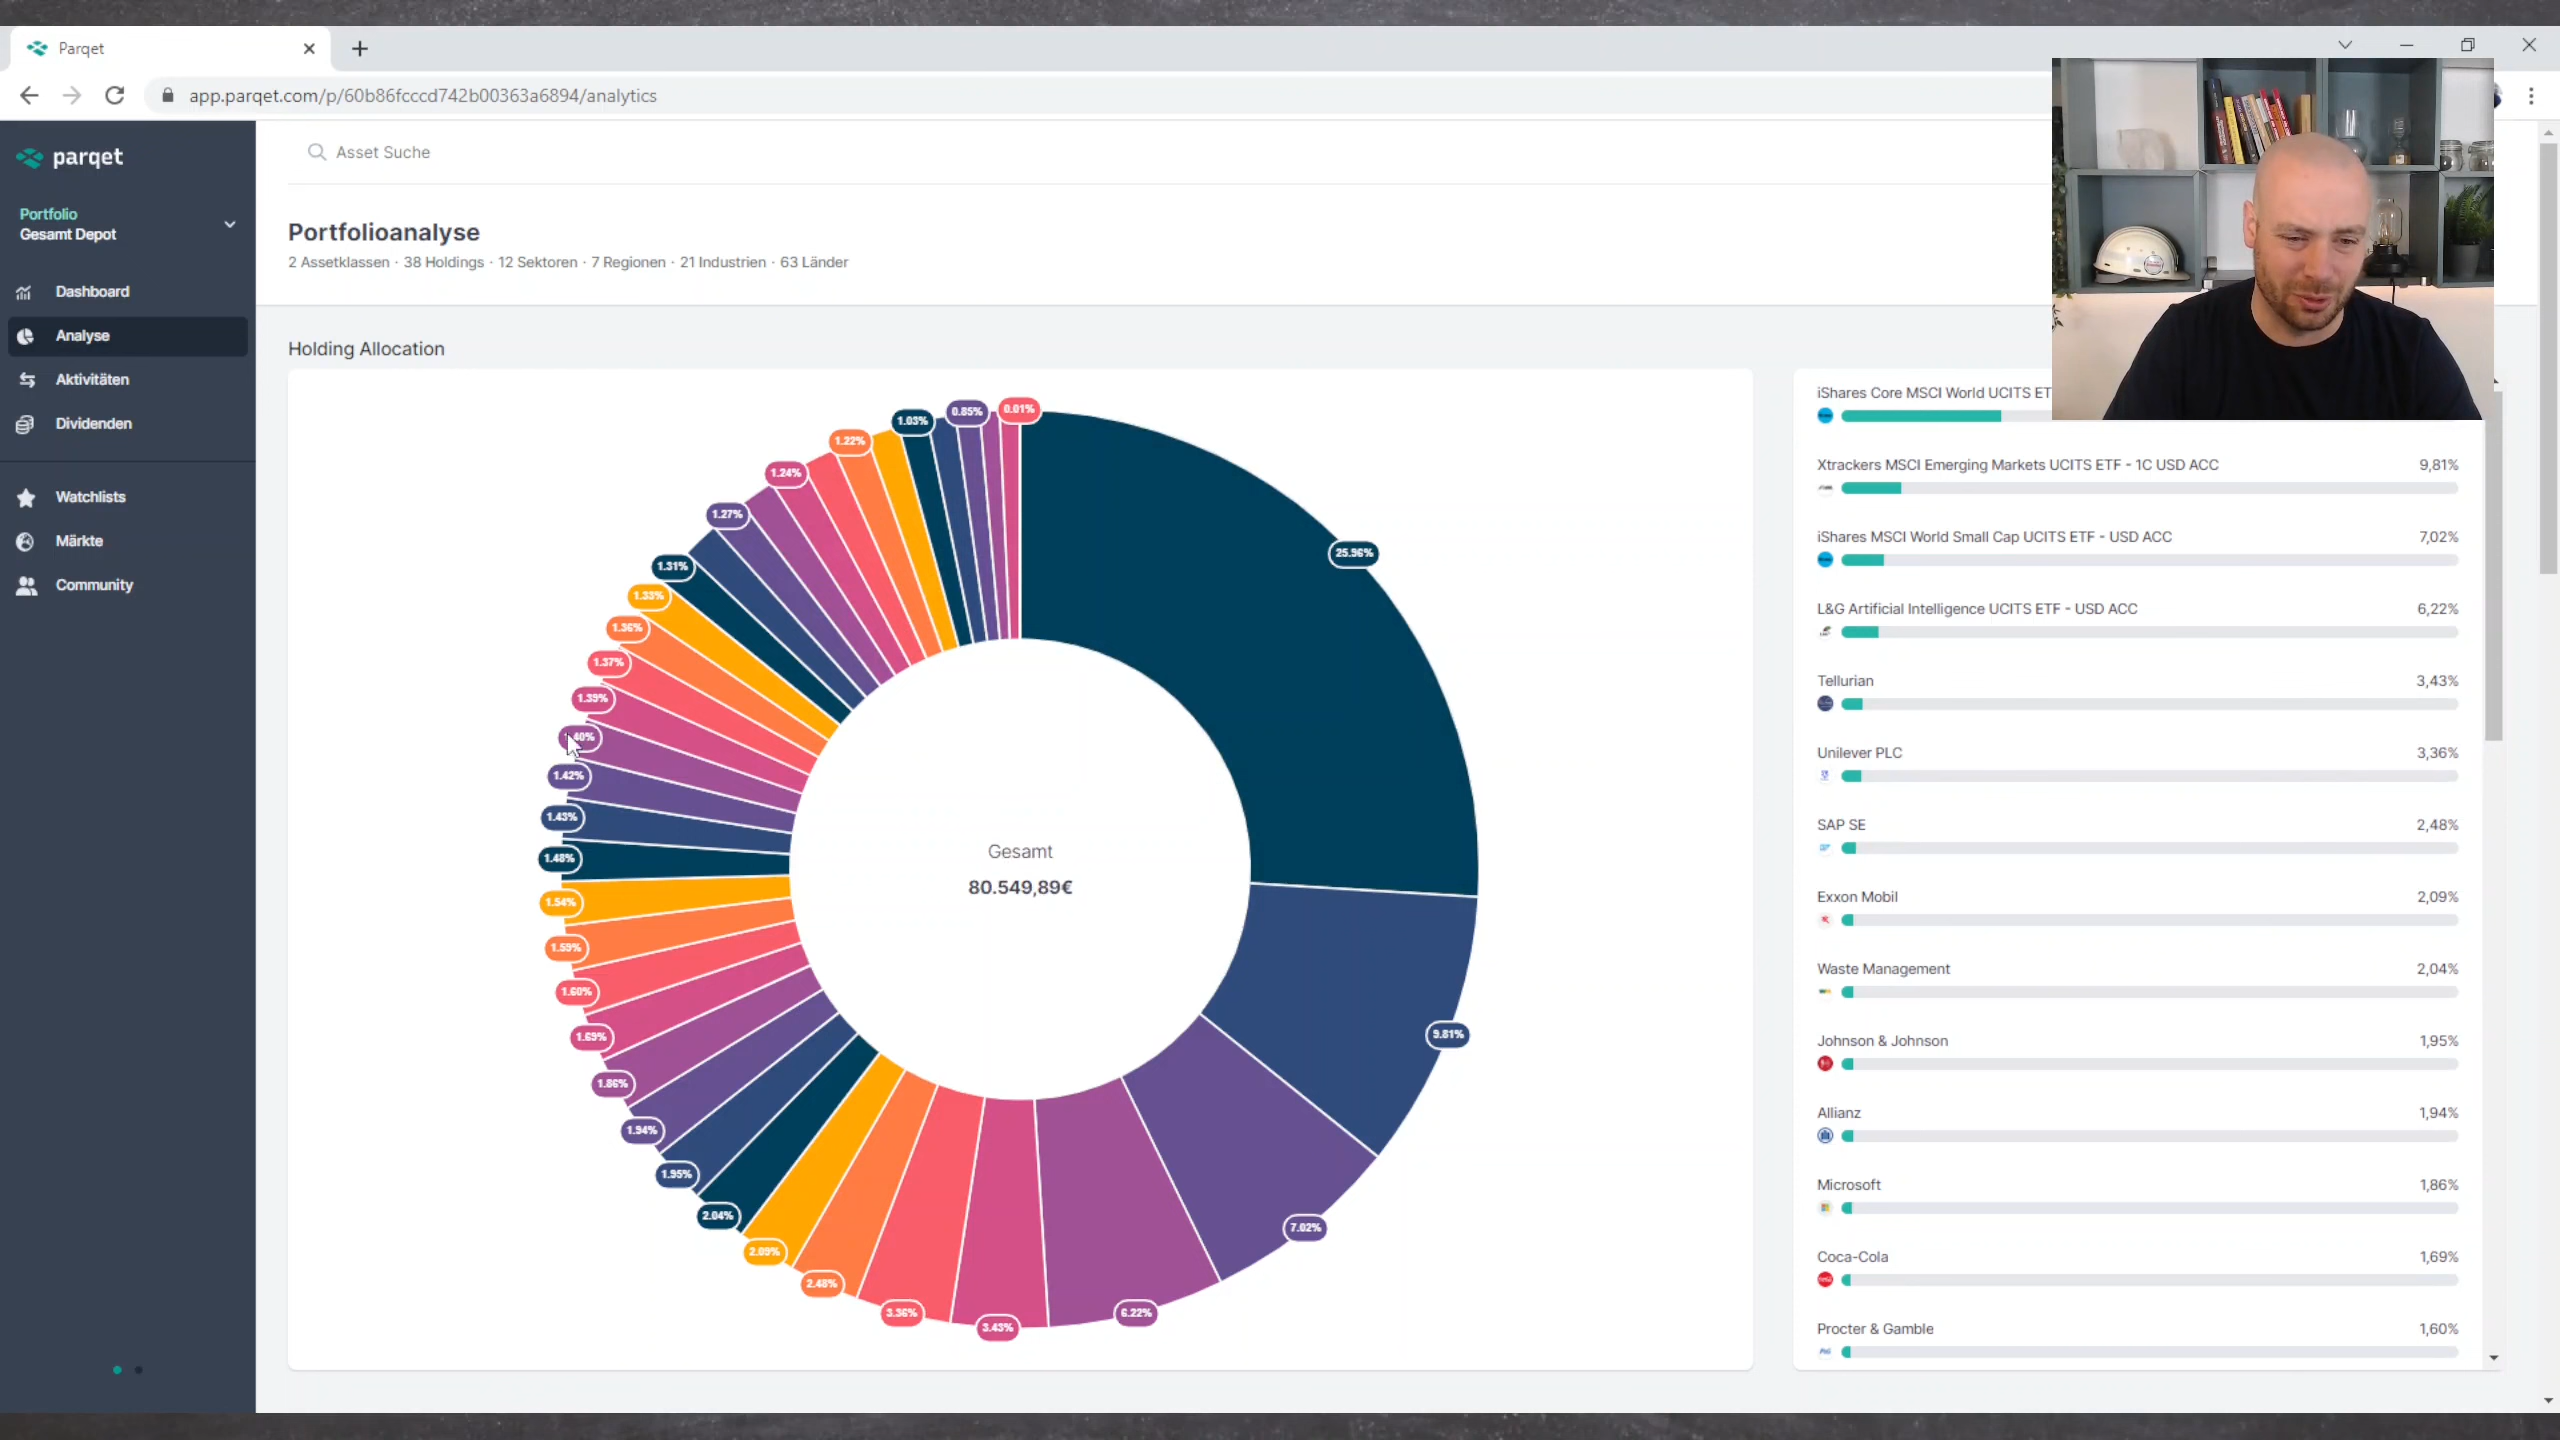 Parqet
app.parqet.com/p/60b86fcccd742b00363a6894/analytics
parqet
Portfolio
Gesamt Depot
Dashboard
Analyse
Aktivitäten
Dividenden
Watchlists
Märkte
Community
Asset Suche
Portfolioanalyse
2 Assetklassen · 38 Holdings · 12 Sektoren · 7 Regionen · 21 Industrien · 63 Länder
Holding Allocation
0.01%
0.85%
1.03%
1.22%
1.24%
1.27%
1.31%
1.33%
1.36%
1.37%
1.39%
1.42%
1.43%
1.48%
1.54%
1.59%
1.60%
1.69%
1.86%
1.94%
1.95%
2.04%
2.09%
2.48%
3.36%
3.43%
6.22%
7.02%
9.81%
25.96%
Gesamt
80.549,89€
iShares Core MSCI World UCITS ET
Xtrackers MSCI Emerging Markets UCITS ETF - 1C USD ACC 9,81%
iShares MSCI World Small Cap UCITS ETF - USD ACC 7,02%
L&G Artificial Intelligence UCITS ETF - USD ACC 6,22%
Tellurian 3,43%
Unilever PLC 3,36%
SAP SE 2,48%
Exxon Mobil 2,09%
Waste Management 2,04%
Johnson & Johnson 1,95%
Allianz 1,94%
Microsoft 1,86%
Coca-Cola 1,69%
Procter & Gamble 1,60%